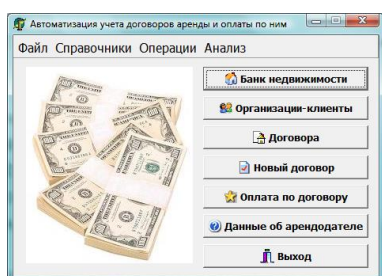 Автоматизация учета договоров аренды и оплаты по ним
Файл Справочники Операции Анализ
Банк недвижимости
Организации-клиенты
Договора
Новый договор
Оплата по договору
Данные об арендодателе
Выход